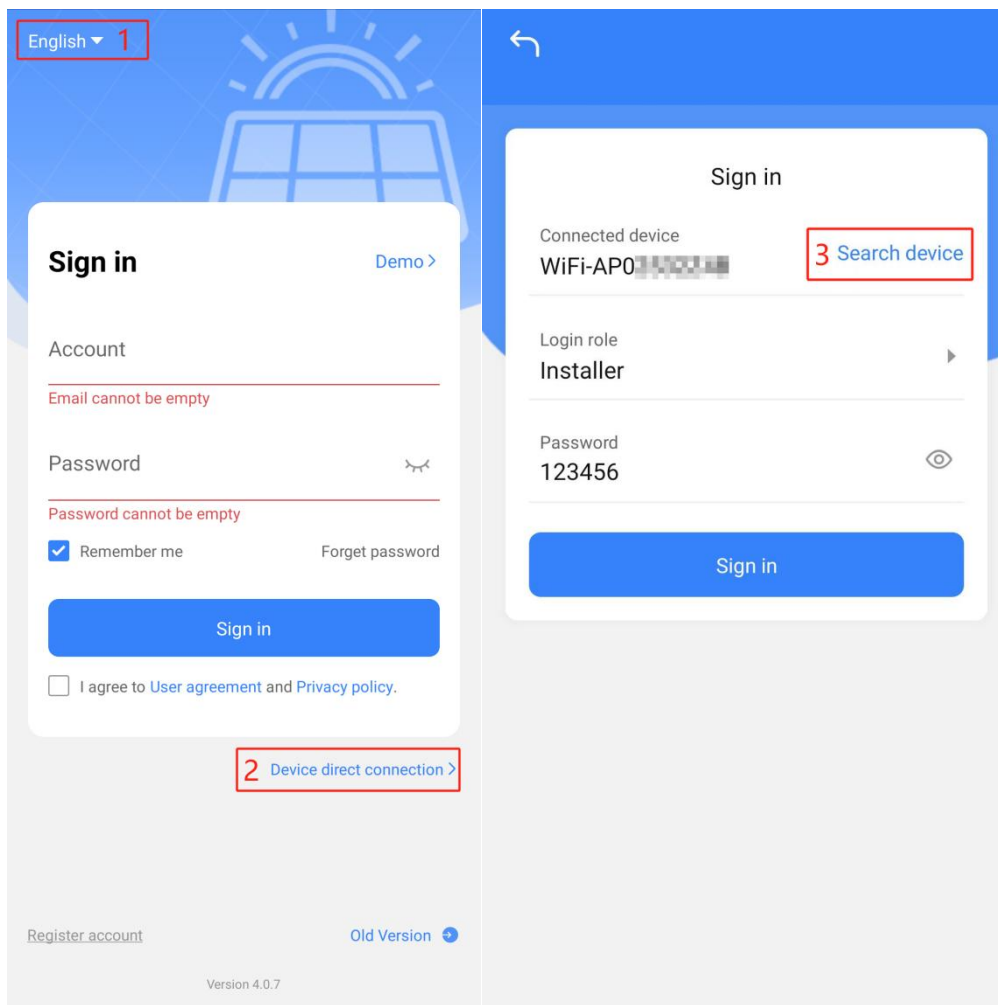 English 1
Sign in
Demo >
Account
Email cannot be empty
Password
Password cannot be empty
Remember me Forget password
Sign in
I agree to User agreement and Privacy policy.
2 Device direct connection >
Register account Old Version
Version 4.0.7
Sign in
Connected device
WiFi-AP0
3 Search device
Login role
Installer
Password
123456
Sign in